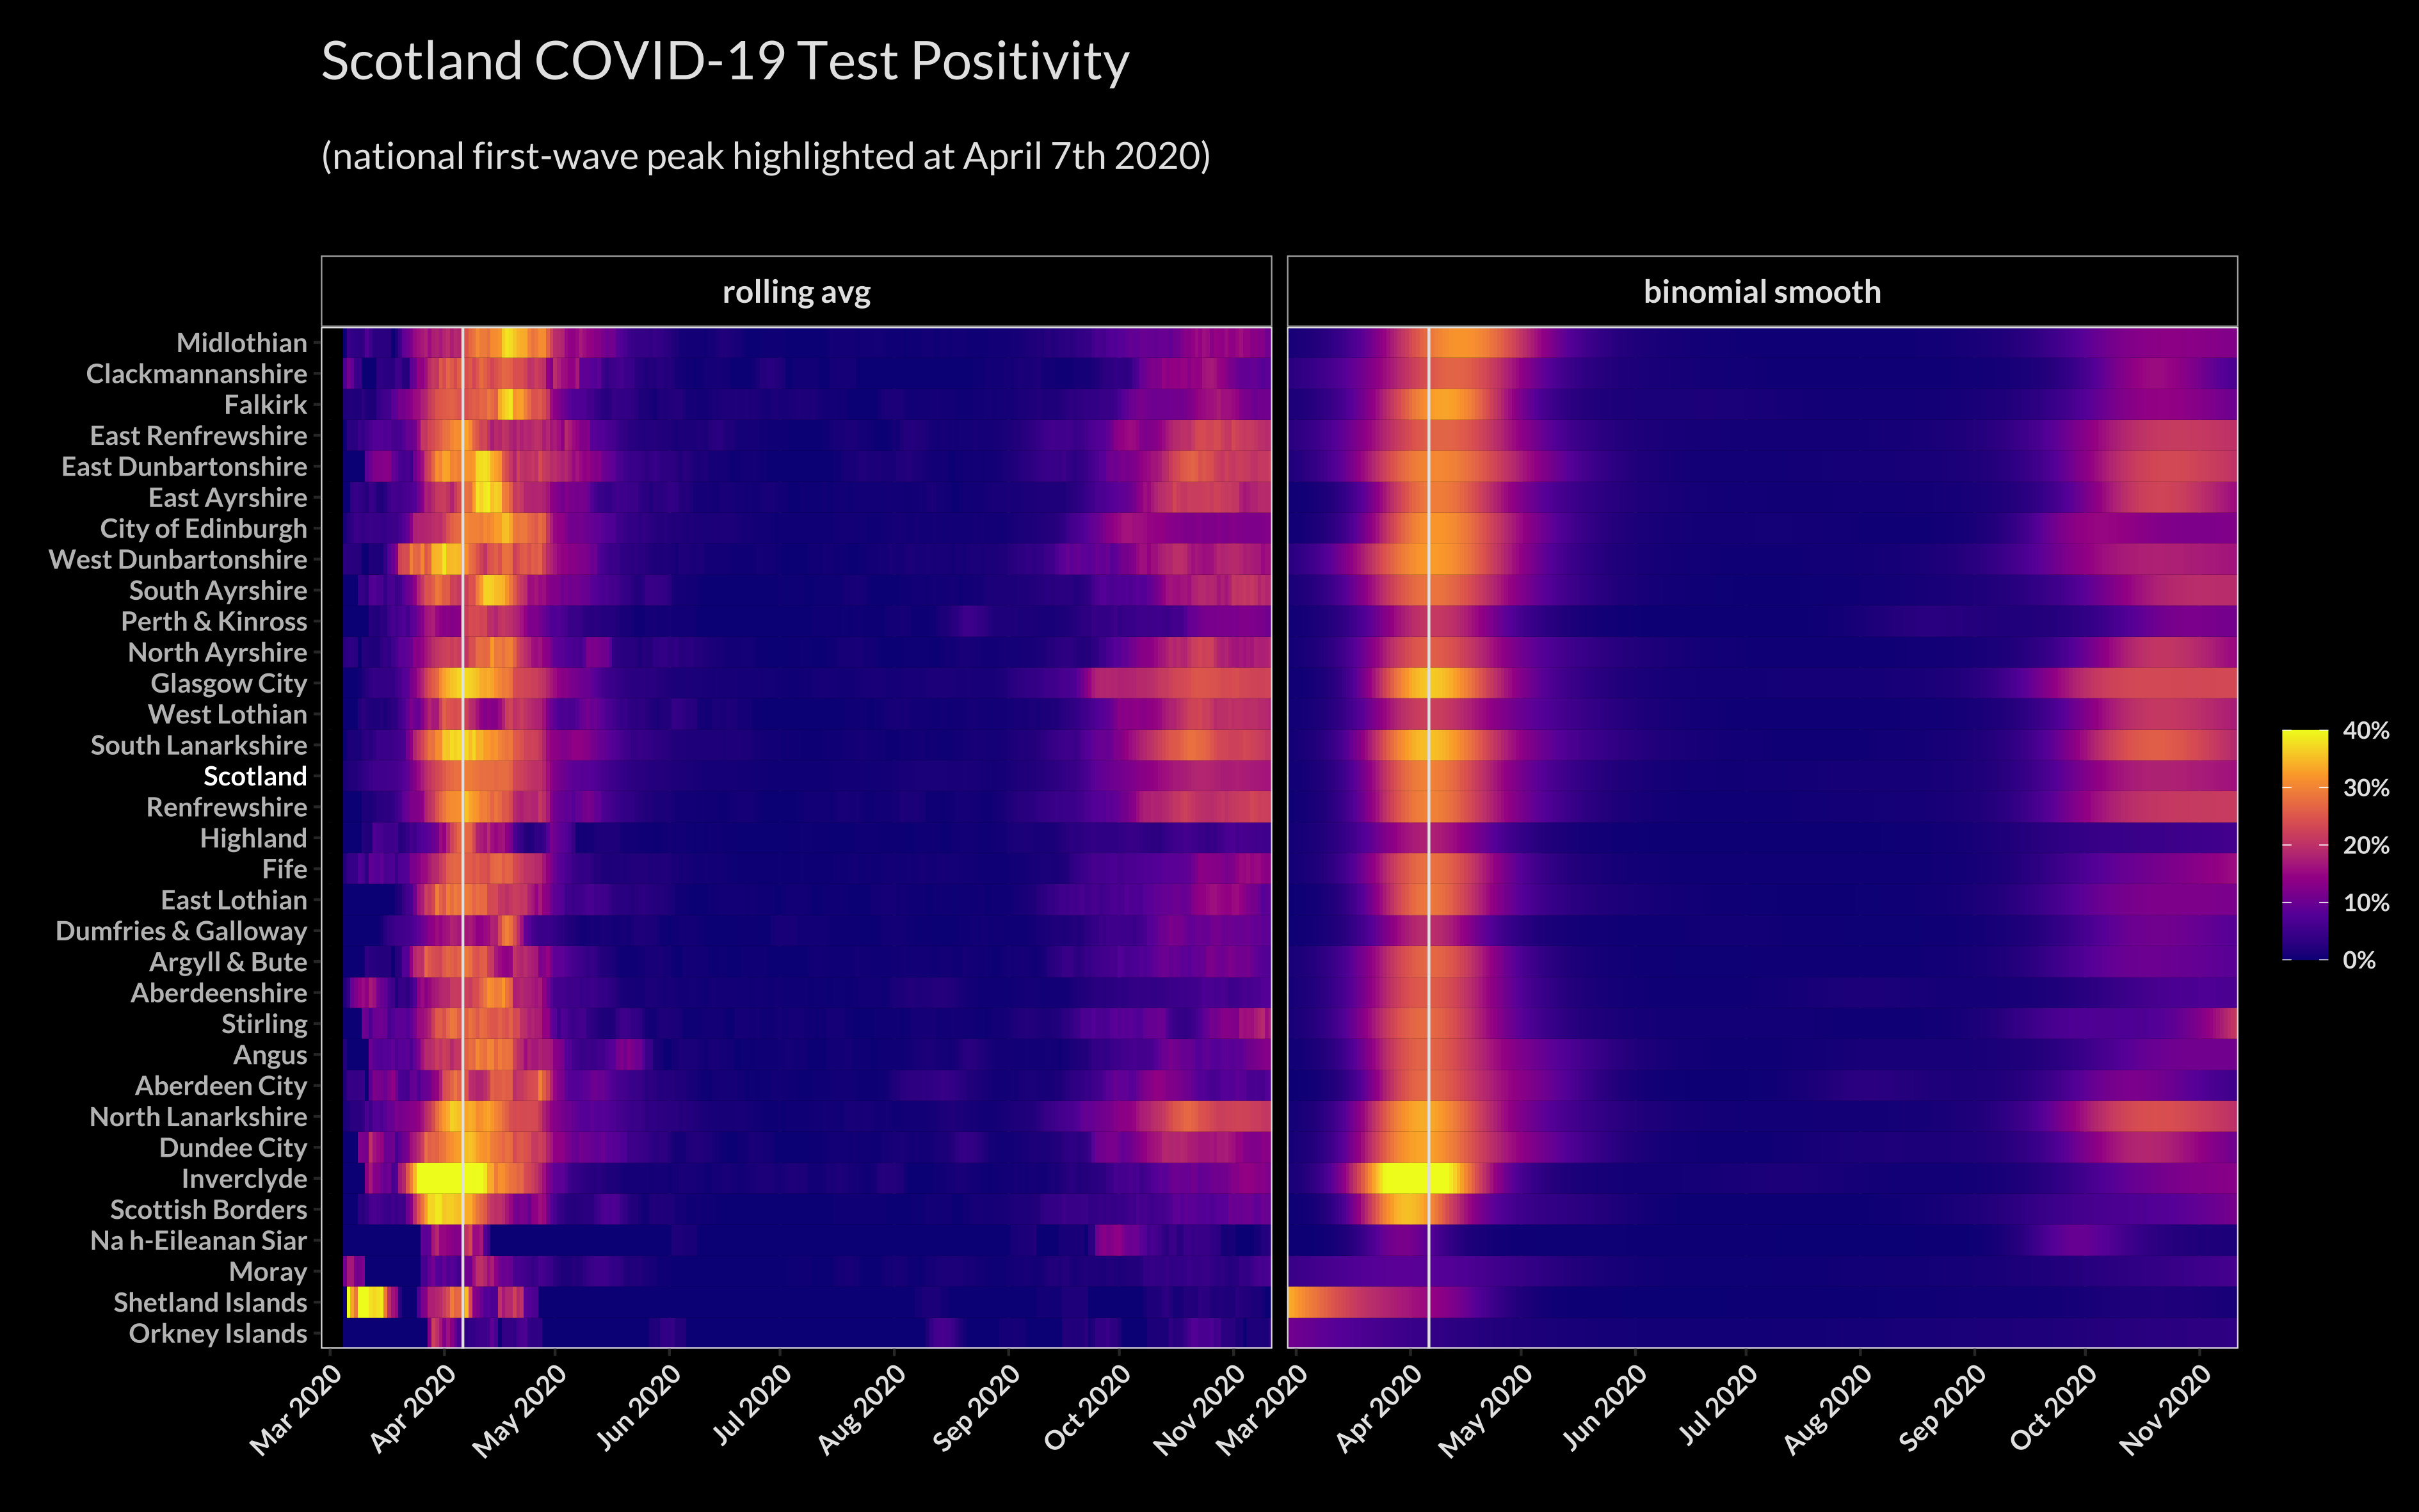 Scotland COVID-19 Test Positivity
(national first-wave peak highlighted at April 7th 2020)
rolling avg
binomial smooth
Midlothian
Clackmannanshire
Falkirk
East Renfrewshire
East Dunbartonshire
East Ayrshire
City of Edinburgh
West Dunbartonshire
South Ayrshire
Perth & Kinross
North Ayrshire
Glasgow City
West Lothian
South Lanarkshire
Scotland
Renfrewshire
Highland
Fife
East Lothian
Dumfries & Galloway
Argyll & Bute
Aberdeenshire
Stirling
Angus
Aberdeen City
North Lanarkshire
Dundee City
Inverclyde
Scottish Borders
Na h-Eileanan Siar
Moray
Shetland Islands
Orkney Islands
Mar 2020
Apr 2020
May 2020
Jun 2020
Jul 2020
Aug 2020
Sep 2020
Oct 2020
Nov 2020
Mar 2020
Apr 2020
May 2020
Jun 2020
Jul 2020
Aug 2020
Sep 2020
Oct 2020
Nov 2020
40%
30%
20%
10%
0%